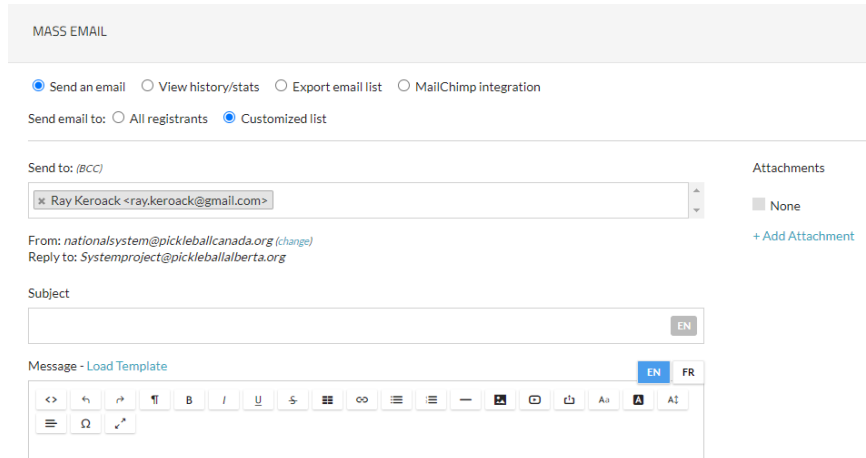 MASS EMAIL
Send an email View history/stats Export email list MailChimp integration
Send email to: All registrants Customized list
Send to: (BCC)
Attachments
× Ray Keroack <ray.keroack@gmail.com>
None
From: nationalsystem@pickleballcanada.org (change)
+ Add Attachment
Reply to: Systemproject@pickleballalberta.org
Subject
EN
Message - Load Template
EN FR
<> ¶ B I U S Aa A A↕
Ω